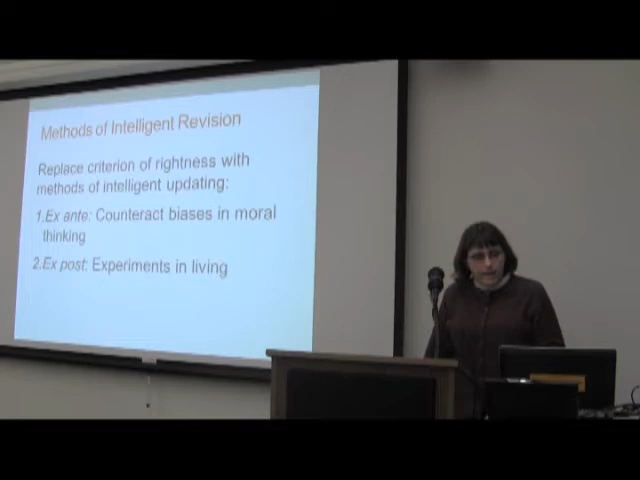 Methods of Intelligent Revision
Replace criterion of rightness with
methods of intelligent updating:
1.Ex ante: Counteract biases in moral
thinking
2.Ex post: Experiments in living